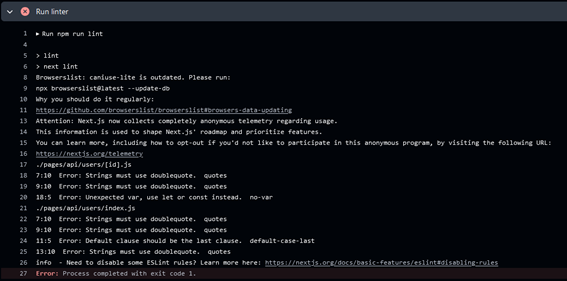 Run linter
1 Run npm run lint
4
5 > lint
6 > next lint
8 Browserslist: caniuse-lite is outdated. Please run:
9 npx browserslist@latest --update-db
10 Why you should do it regularly:
11 https://github.com/browserslist/browserslist#browsers-data-updating
13 Attention: Next.js now collects completely anonymous telemetry regarding usage.
14 This information is used to shape Next.js' roadmap and prioritize features.
15 You can learn more, including how to opt-out if you'd not like to participate in this anonymous program, by visiting the following URL:
16 https://nextjs.org/telemetry
17 ./pages/api/users/[id].js
18 7:10 Error: Strings must use doublequote. quotes
19 9:10 Error: Strings must use doublequote. quotes
20 18:5 Error: Unexpected var, use let or const instead. no-var
21 ./pages/api/users/index.js
22 7:10 Error: Strings must use doublequote. quotes
23 9:10 Error: Strings must use doublequote. quotes
24 11:5 Error: Default clause should be the last clause. default-case-last
25 13:10 Error: Strings must use doublequote. quotes
26 info - Need to disable some ESLint rules? Learn more here: https://nextjs.org/docs/basic-features/eslint#disabling-rules
27 Error: Process completed with exit code 1.